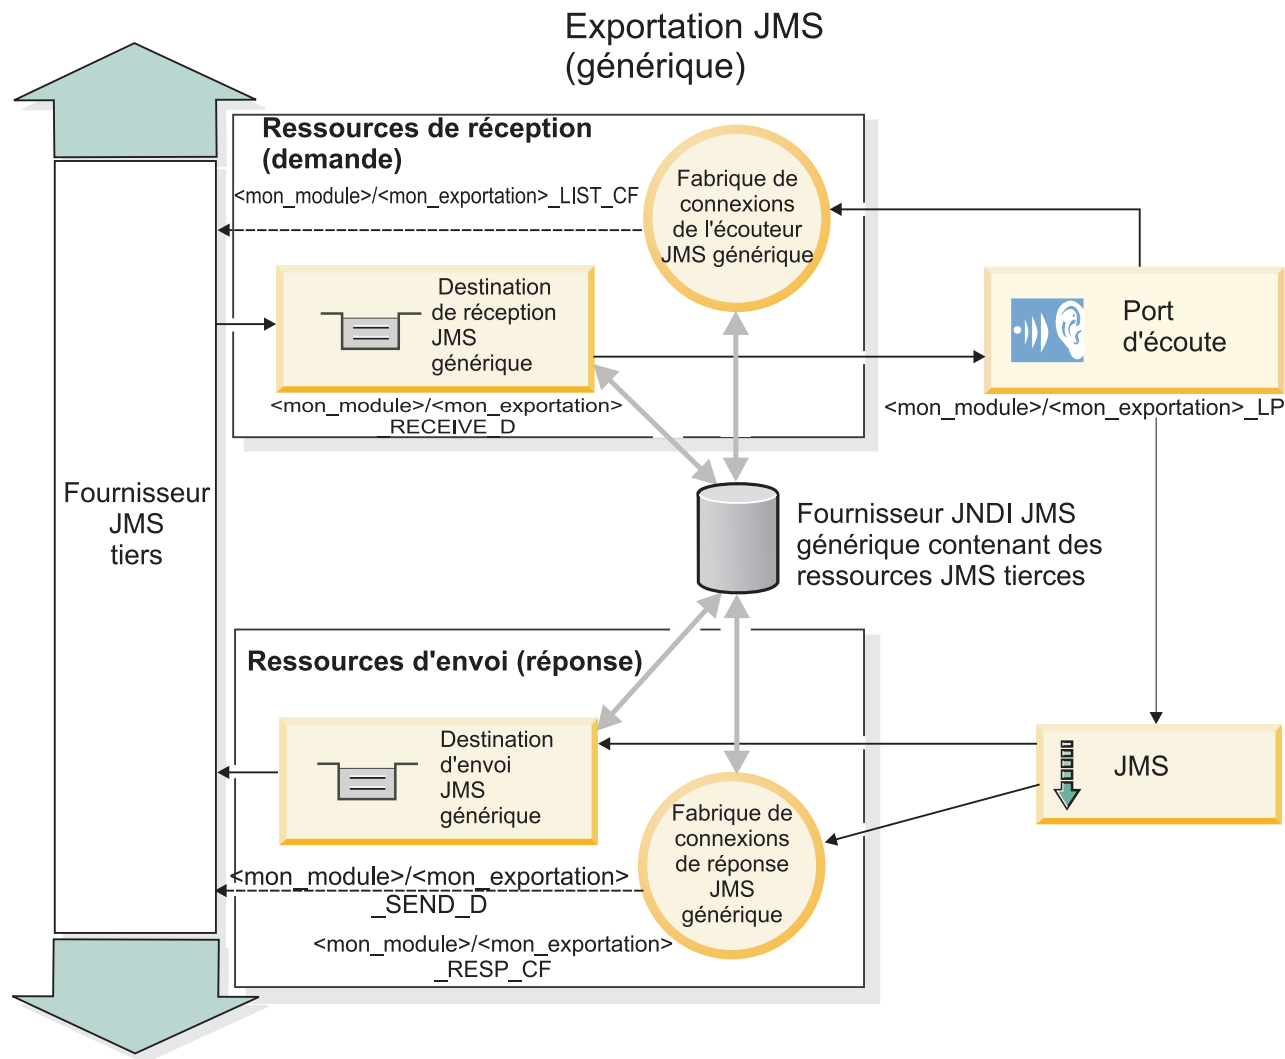 Exportation JMS
(générique)
Ressources de réception
(demande)
<mon_module>/<mon_exportation>_LIST_CF
Fabrique de
connexions
de l'écouteur
JMS générique
Destination
de réception
JMS
générique
<mon_module>/<mon_exportation>
_RECEIVE_D
Port
d'écoute
<mon_module>/<mon_exportation>_LP
Fournisseur
JMS
tiers
Fournisseur JNDI JMS
générique contenant des
ressources JMS tierces
Ressources d'envoi (réponse)
Destination
d'envoi
JMS
générique
JMS
Fabrique de
connexions
de réponse
JMS
générique
<mon_module>/<mon_exportation>
_SEND_D
<mon_module>/<mon_exportation>
_RESP_CF